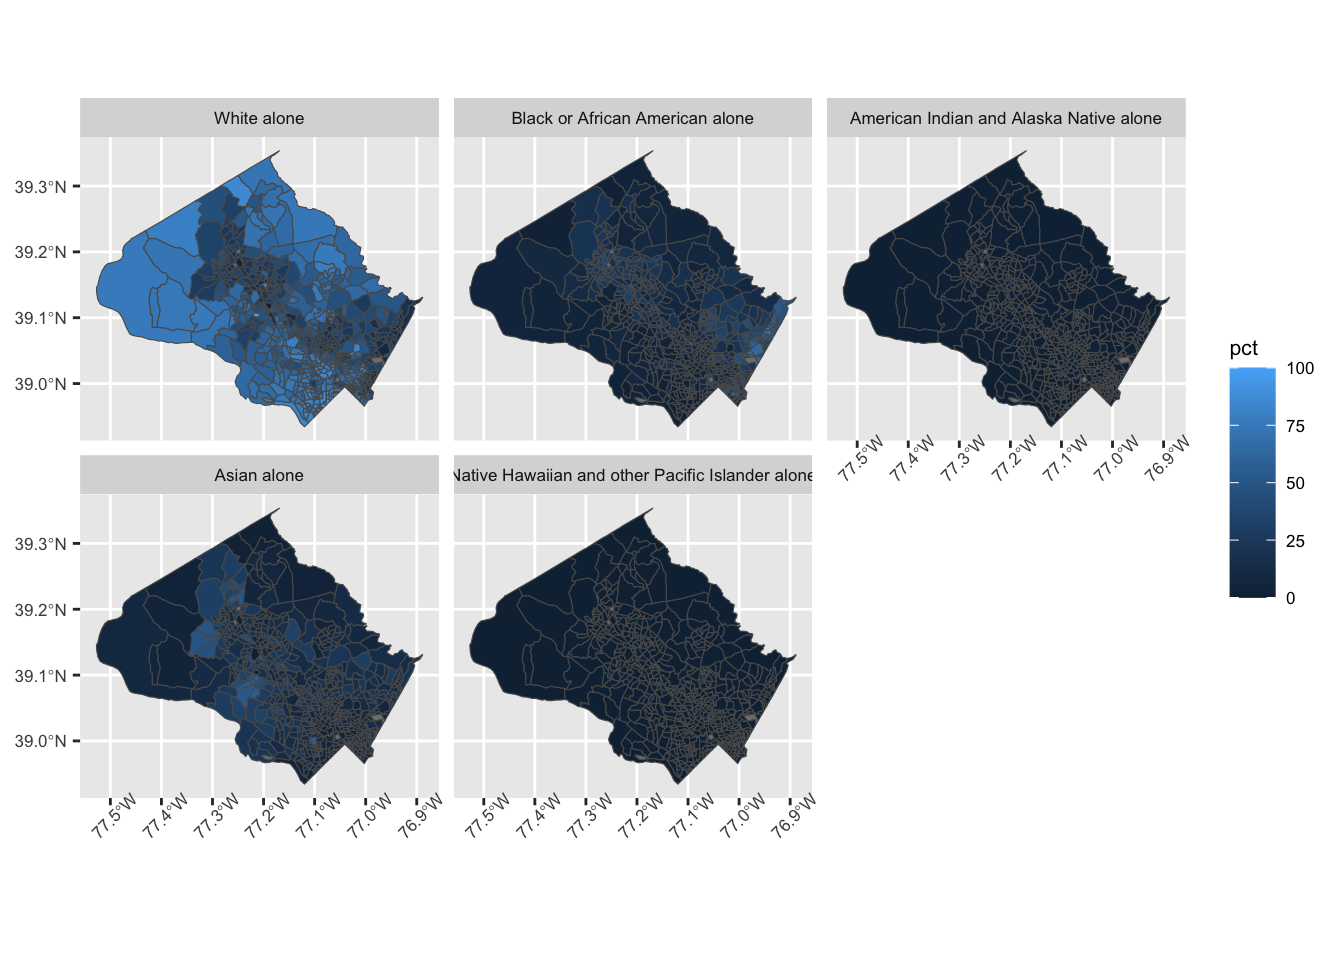 White alone
Black or African American alone
American Indian and Alaska Native alone
39.3°N
39.2°N
39.1°N
39.0°N
77.5°W
77.4°W
77.3°W
77.2°W
77.1°W
77.0°W
76.9°W
Asian alone
Native Hawaiian and other Pacific Islander alone
39.3°N
39.2°N
39.1°N
39.0°N
77.5°W
77.4°W
77.3°W
77.2°W
77.1°W
77.0°W
76.9°W
77.5°W
77.4°W
77.3°W
77.2°W
77.1°W
77.0°W
76.9°W
pct
100
75
50
25
0